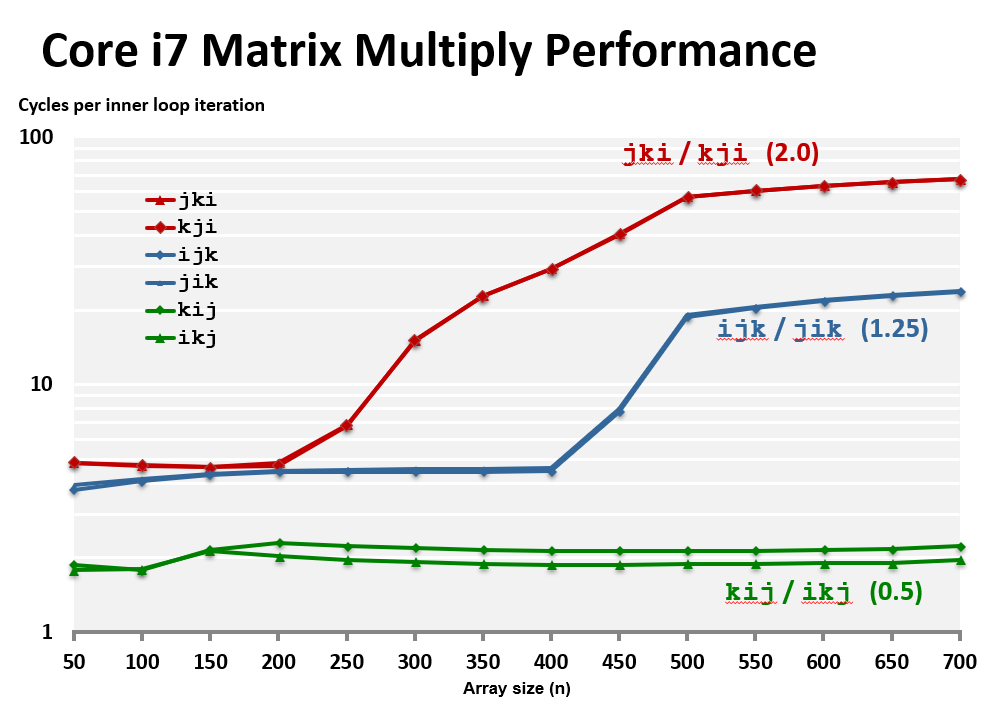 Core i7 Matrix Multiply Performance
Cycles per inner loop iteration
100
jki / kji (2.0)
jki
kji
ijk
jik
kij
ikj
ijk / jik (1.25)
10
kij / ikj (0.5)
1
50 100 150 200 250 300 350 400 450 500 550 600 650 700
Array size (n)